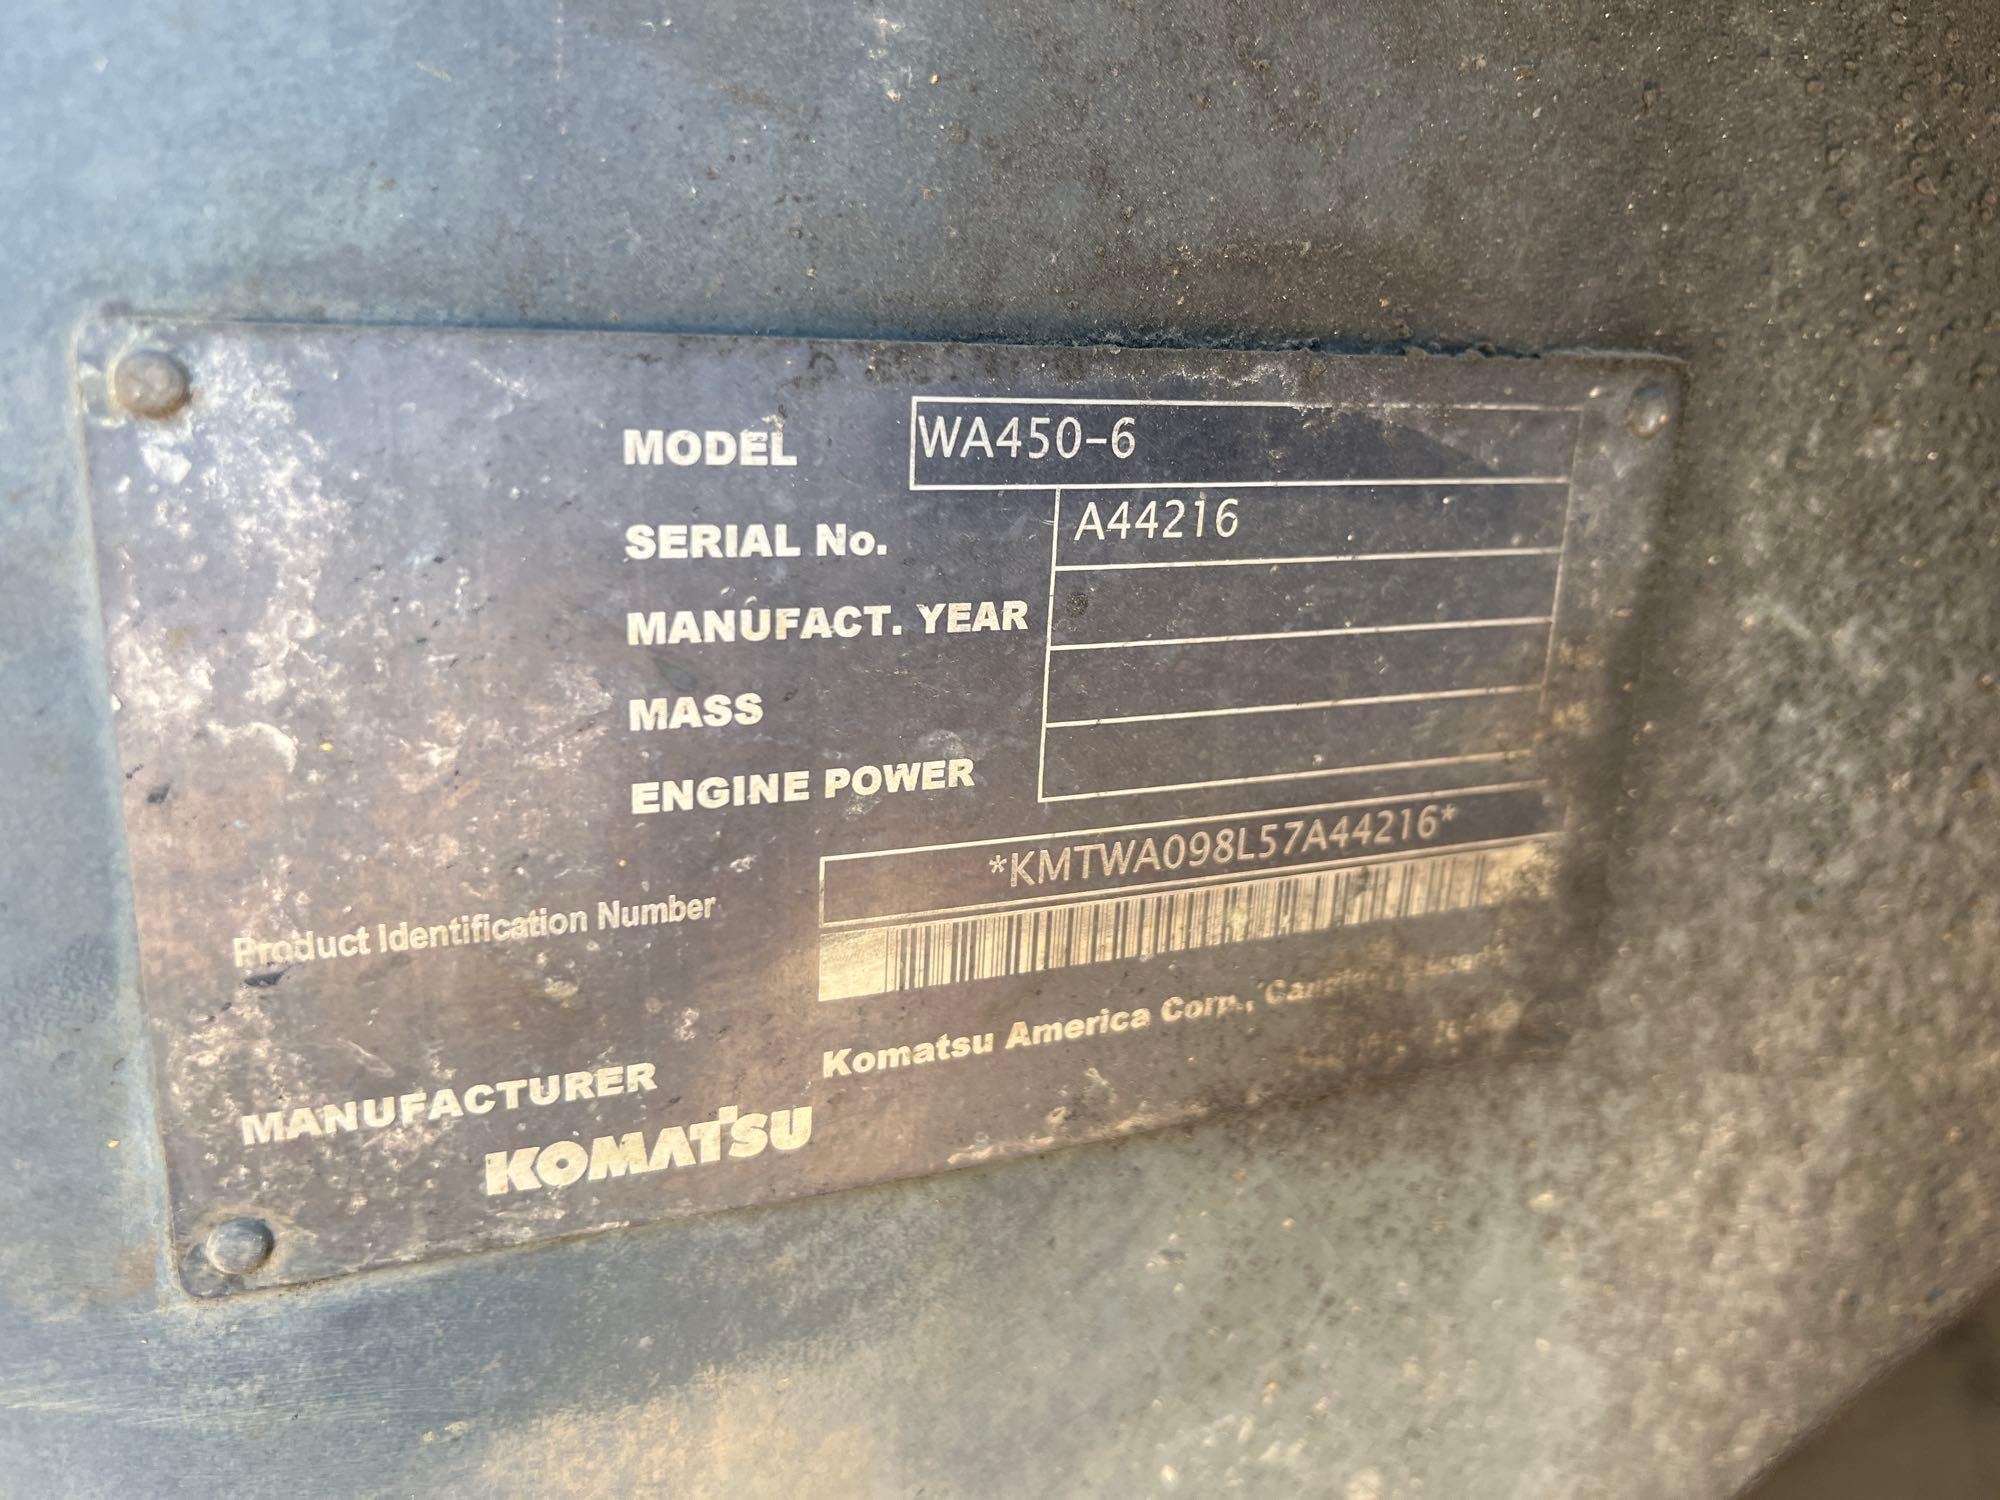 MODEL WA450-6
SERIAL No. A44216
MANUFACT. YEAR
MASS
ENGINE POWER
Product Identification Number *KMTWA098L57A44216*
MANUFACTURER Komatsu America Corp.,
KOMATSU